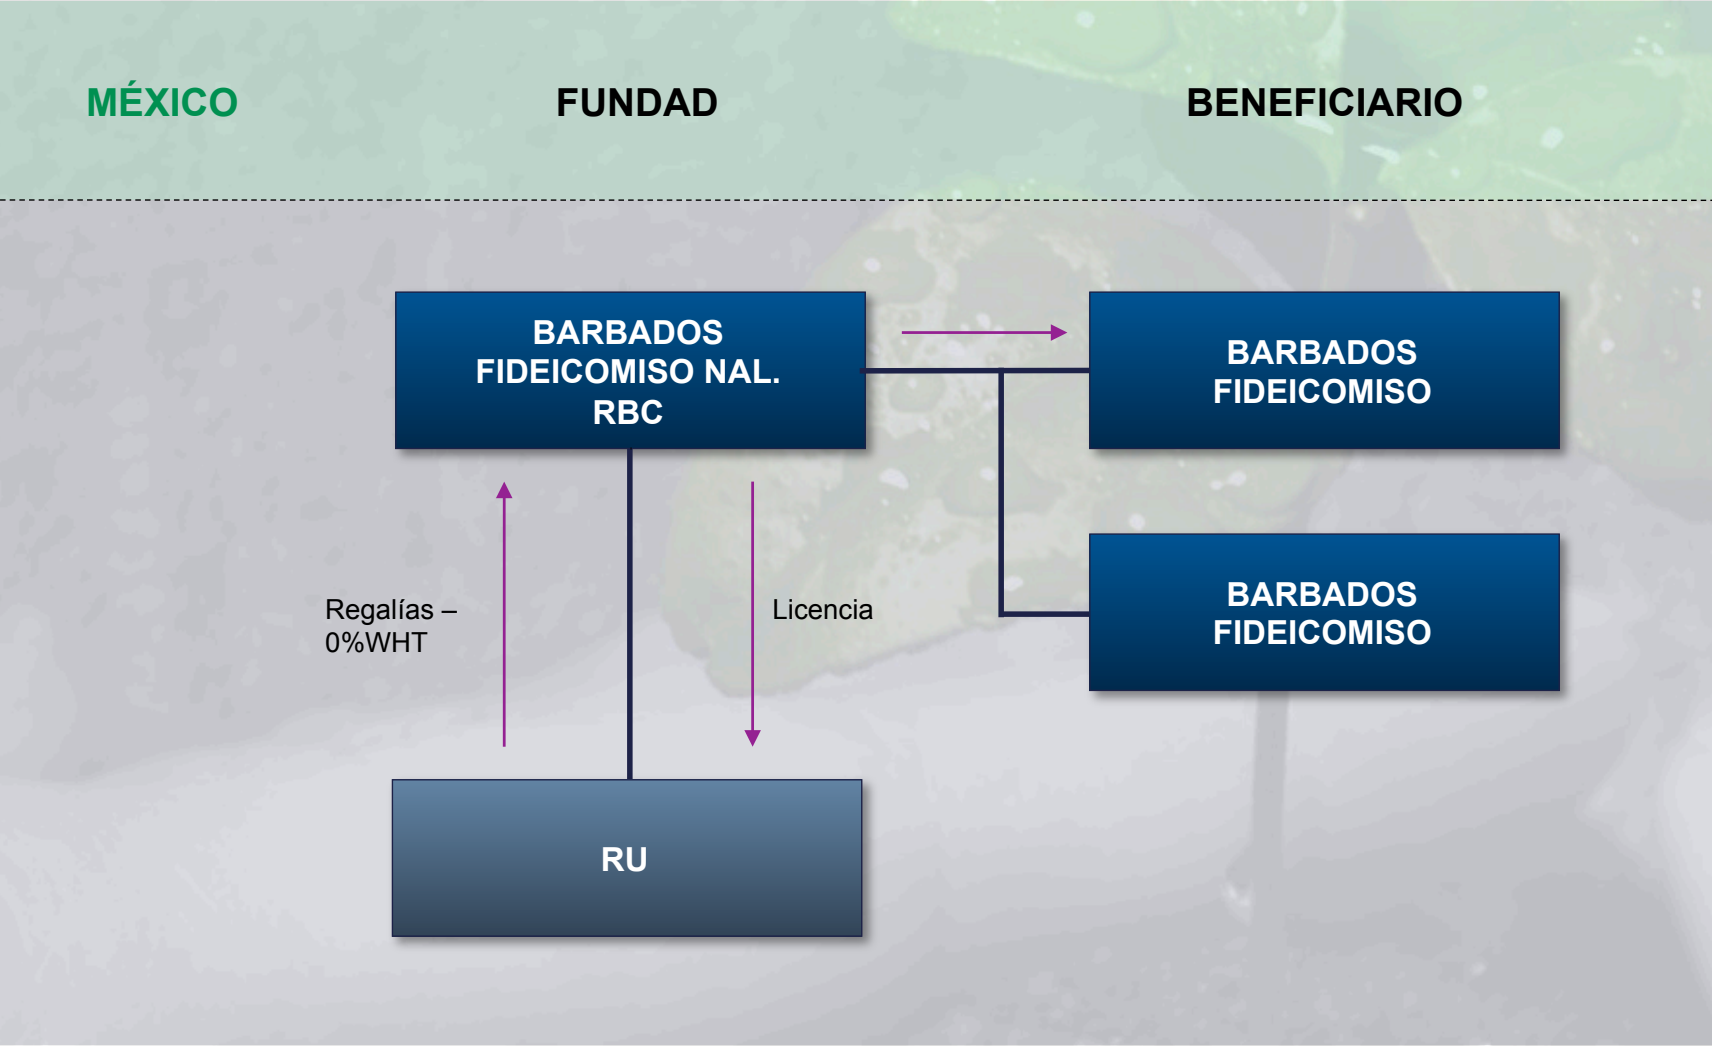 MÉXICO
FUNDAD
BENEFICIARIO
BARBADOS
FIDEICOMISO NAL.
RBC
BARBADOS
FIDEICOMISO
Regalías –
0%WHT
Licencia
BARBADOS
FIDEICOMISO
RU